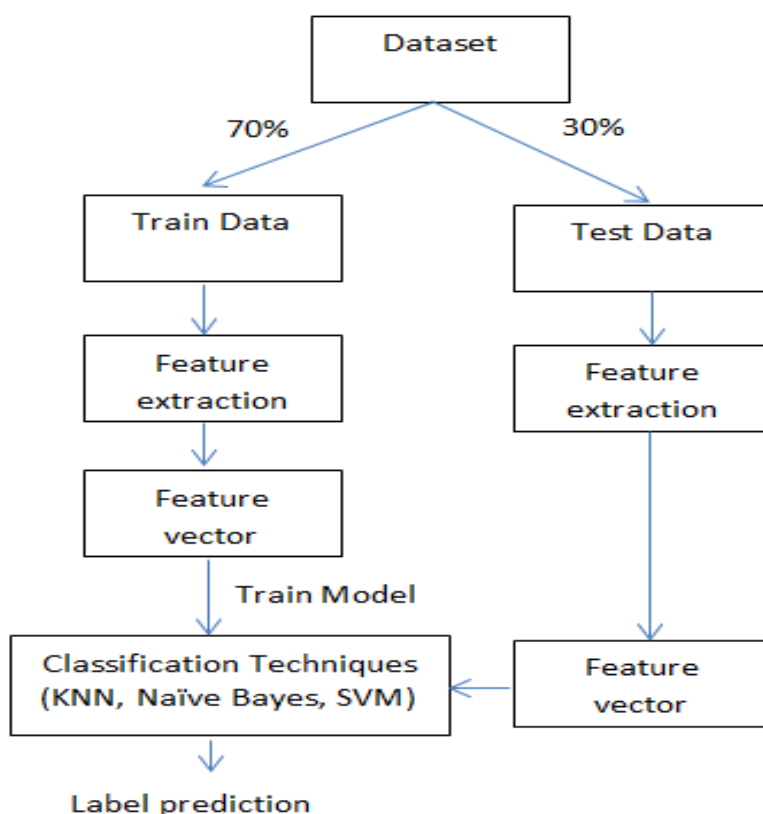 Dataset
70%
30%
Train Data
Test Data
Feature
extraction
Feature
extraction
Feature
vector
Train Model
Classification Techniques
(KNN, Naïve Bayes, SVM)
Feature
vector
Label prediction